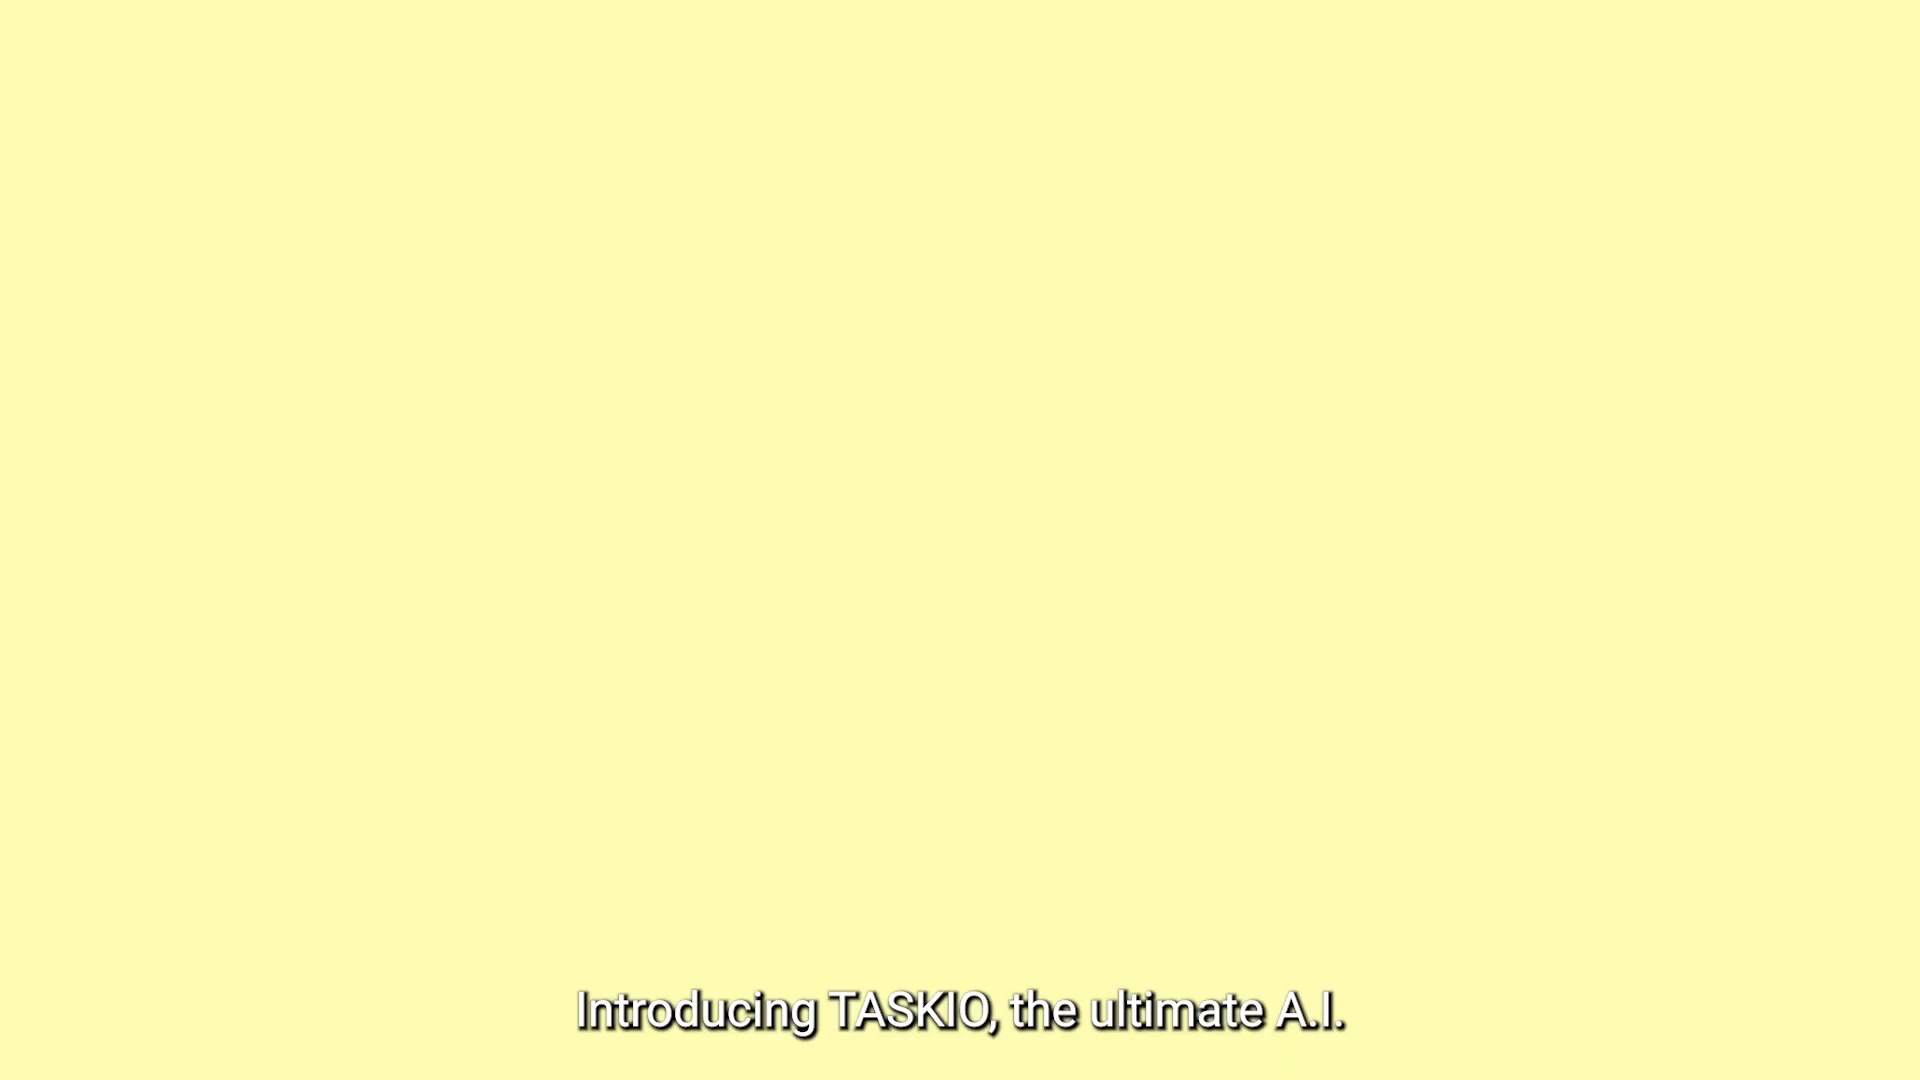 Introducing TASKIO, the ultimate A.I.